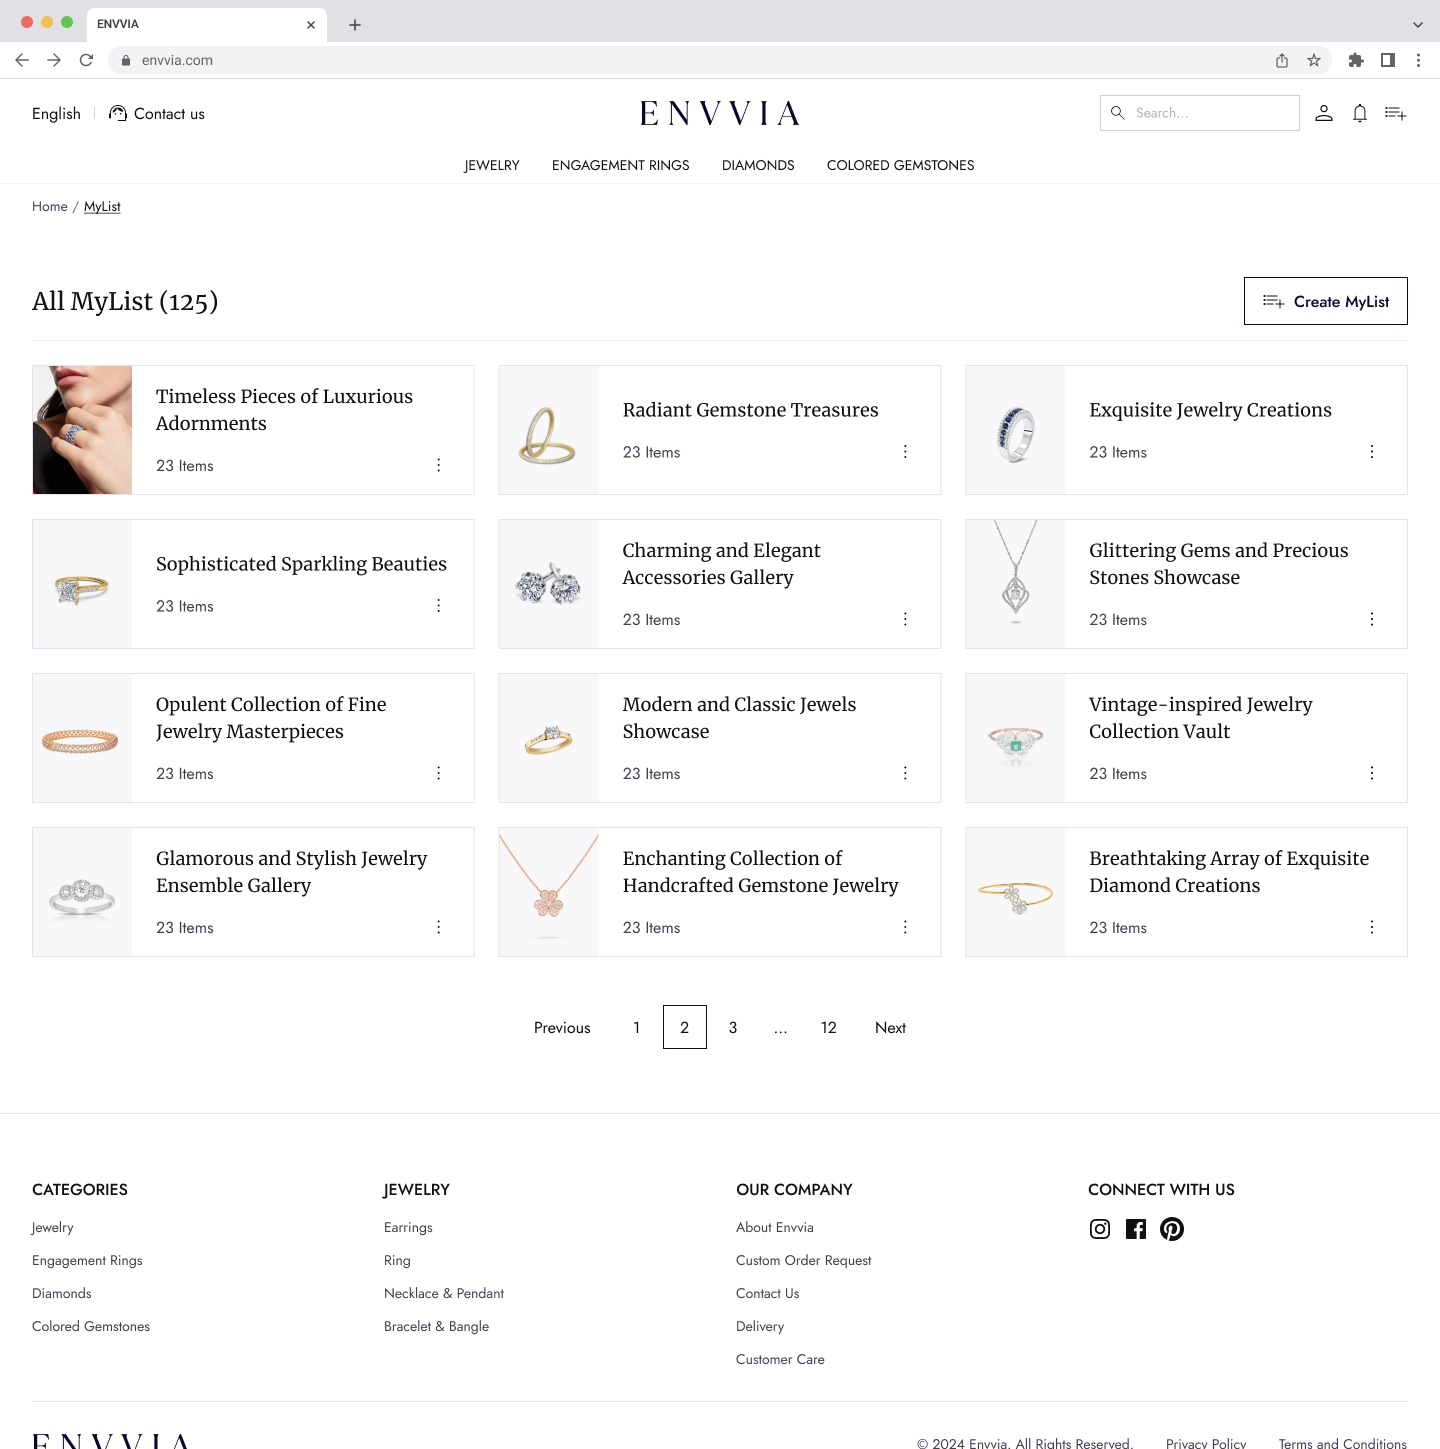 ENVVIA
envvia.com
English
Contact us
ENVVIA
Search...
JEWELRY
ENGAGEMENT RINGS
DIAMONDS
COLORED GEMSTONES
Home / MyList
All MyList (125)
Create MyList
Timeless Pieces of Luxurious
Adornments
23 Items
Radiant Gemstone Treasures
23 Items
Exquisite Jewelry Creations
23 Items
Sophisticated Sparkling Beauties
23 Items
Charming and Elegant
Accessories Gallery
23 Items
Glittering Gems and Precious
Stones Showcase
23 Items
Opulent Collection of Fine
Jewelry Masterpieces
23 Items
Modern and Classic Jewels
Showcase
23 Items
Vintage-inspired Jewelry
Collection Vault
23 Items
Glamorous and Stylish Jewelry
Ensemble Gallery
23 Items
Enchanting Collection of
Handcrafted Gemstone Jewelry
23 Items
Breathtaking Array of Exquisite
Diamond Creations
23 Items
Previous 1 2 3 ... 12 Next
CATEGORIES
Jewelry
Engagement Rings
Diamonds
Colored Gemstones
JEWELRY
Earrings
Ring
Necklace & Pendant
Bracelet & Bangle
OUR COMPANY
About Envvia
Custom Order Request
Contact Us
Delivery
Customer Care
CONNECT WITH US
ENVVIA
© 2024 Envvia. All Rights Reserved.
Privacy Policy
Terms and Conditions